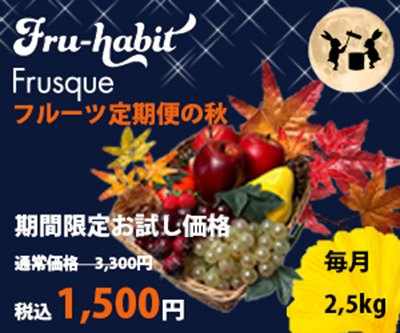 Fru-habit
Frusque
フルーツ定期便の秋
期間限定お試し価格
通常価格 3,300円
税込 1,500円
毎月
2,5kg